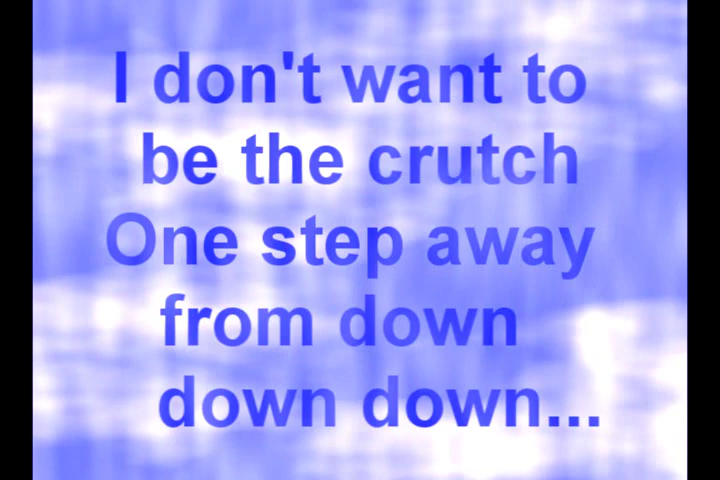 I don't want to
be the crutch
One step away
from down
down down...